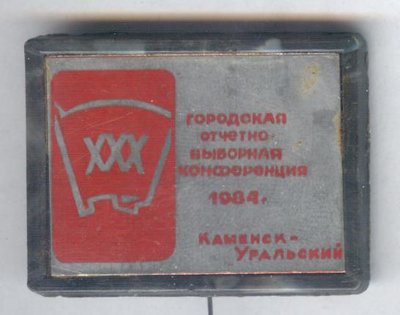 XXX
ГОРОДСКАЯ
отчетно-
ВЫБОРНАЯ
КОНФЕРЕНЦИЯ
1984 г.
КАМЕНСК-
УРАЛЬСКИЙ